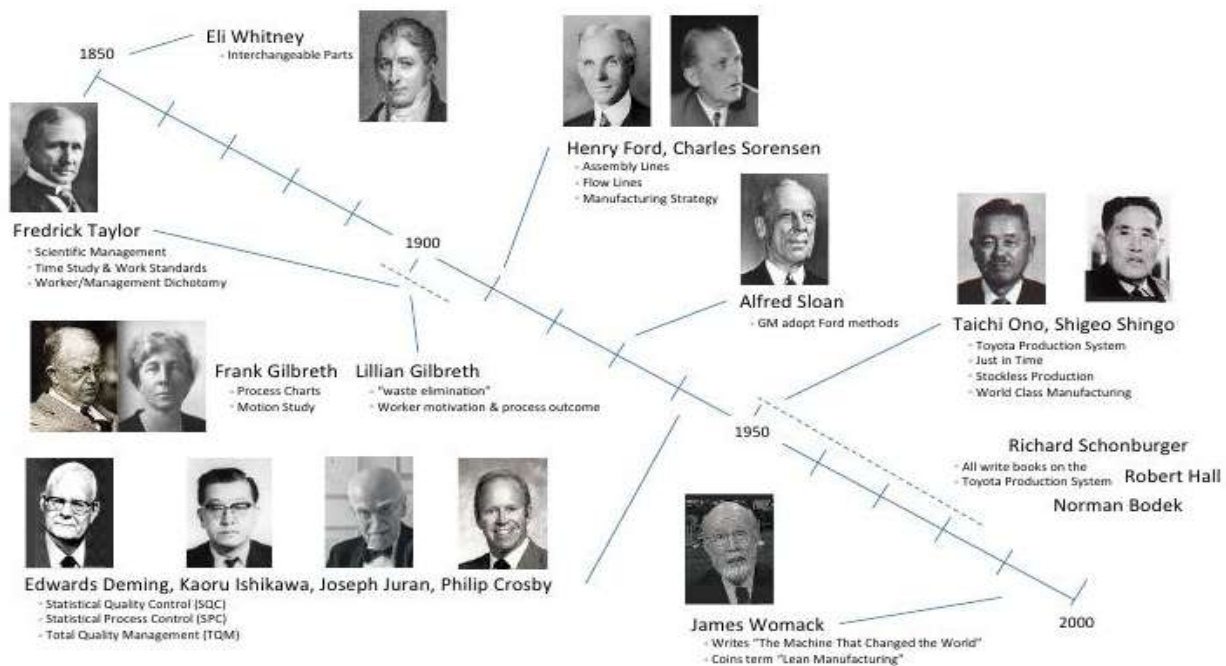 1850
Eli Whitney
- Interchangeable Parts
Henry Ford, Charles Sorensen
- Assembly Lines
- Flow Lines
- Manufacturing Strategy
Fredrick Taylor
- Scientific Management
- Time Study & Work Standards
- Worker/Management Dichotomy
1900
Alfred Sloan
- GM adopt Ford methods
Taichi Ono, Shigeo Shingo
- Toyota Production System
- Just in Time
- Stockless Production
- World Class Manufacturing
Frank Gilbreth
- Process Charts
- Motion Study
Lillian Gilbreth
- "waste elimination"
- Worker motivation & process outcome
1950
Richard Schonburger
- All write books on the
- Toyota Production System
Robert Hall
Norman Bodek
Edwards Deming, Kaoru Ishikawa, Joseph Juran, Philip Crosby
- Statistical Quality Control (SQC)
- Statistical Process Control (SPC)
- Total Quality Management (TQM)
James Womack
- Writes "The Machine That Changed the World"
- Coins term "Lean Manufacturing"
2000